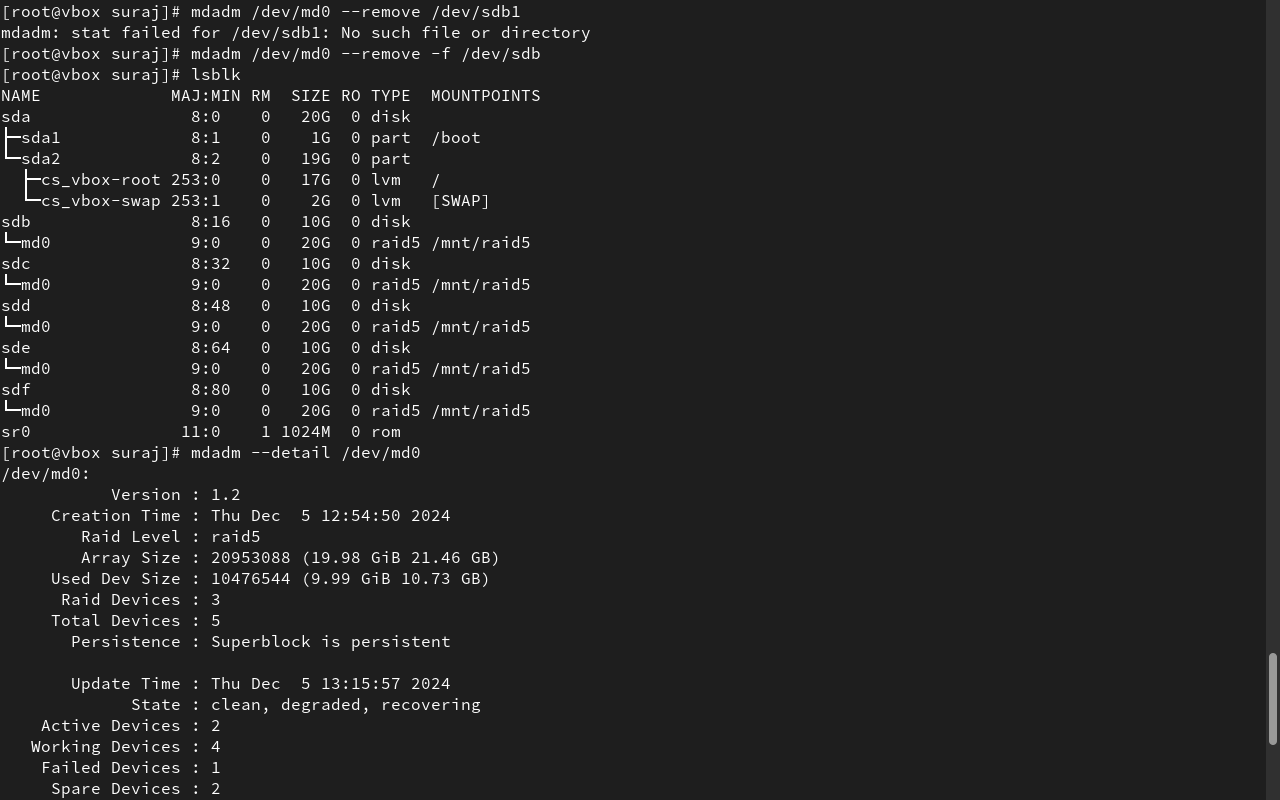 [root@vbox suraj]# mdadm /dev/md0 --remove /dev/sdb1
mdadm: stat failed for /dev/sdb1: No such file or directory
[root@vbox suraj]# mdadm /dev/md0 --remove -f /dev/sdb
[root@vbox suraj]# lsblk
NAME             MAJ:MIN RM  SIZE RO TYPE  MOUNTPOINTS
sda                8:0    0   20G  0 disk
├─sda1             8:1    0    1G  0 part  /boot
└─sda2             8:2    0   19G  0 part
  ├─cs_vbox-root 253:0    0   17G  0 lvm   /
  └─cs_vbox-swap 253:1    0    2G  0 lvm   [SWAP]
sdb                8:16   0   10G  0 disk
└─md0              9:0    0   20G  0 raid5 /mnt/raid5
sdc                8:32   0   10G  0 disk
└─md0              9:0    0   20G  0 raid5 /mnt/raid5
sdd                8:48   0   10G  0 disk
└─md0              9:0    0   20G  0 raid5 /mnt/raid5
sde                8:64   0   10G  0 disk
└─md0              9:0    0   20G  0 raid5 /mnt/raid5
sdf                8:80   0   10G  0 disk
└─md0              9:0    0   20G  0 raid5 /mnt/raid5
sr0               11:0    1 1024M  0 rom
[root@vbox suraj]# mdadm --detail /dev/md0
/dev/md0:
           Version : 1.2
     Creation Time : Thu Dec  5 12:54:50 2024
        Raid Level : raid5
        Array Size : 20953088 (19.98 GiB 21.46 GB)
     Used Dev Size : 10476544 (9.99 GiB 10.73 GB)
      Raid Devices : 3
     Total Devices : 5
       Persistence : Superblock is persistent

       Update Time : Thu Dec  5 13:15:57 2024
             State : clean, degraded, recovering
    Active Devices : 2
   Working Devices : 4
    Failed Devices : 1
     Spare Devices : 2